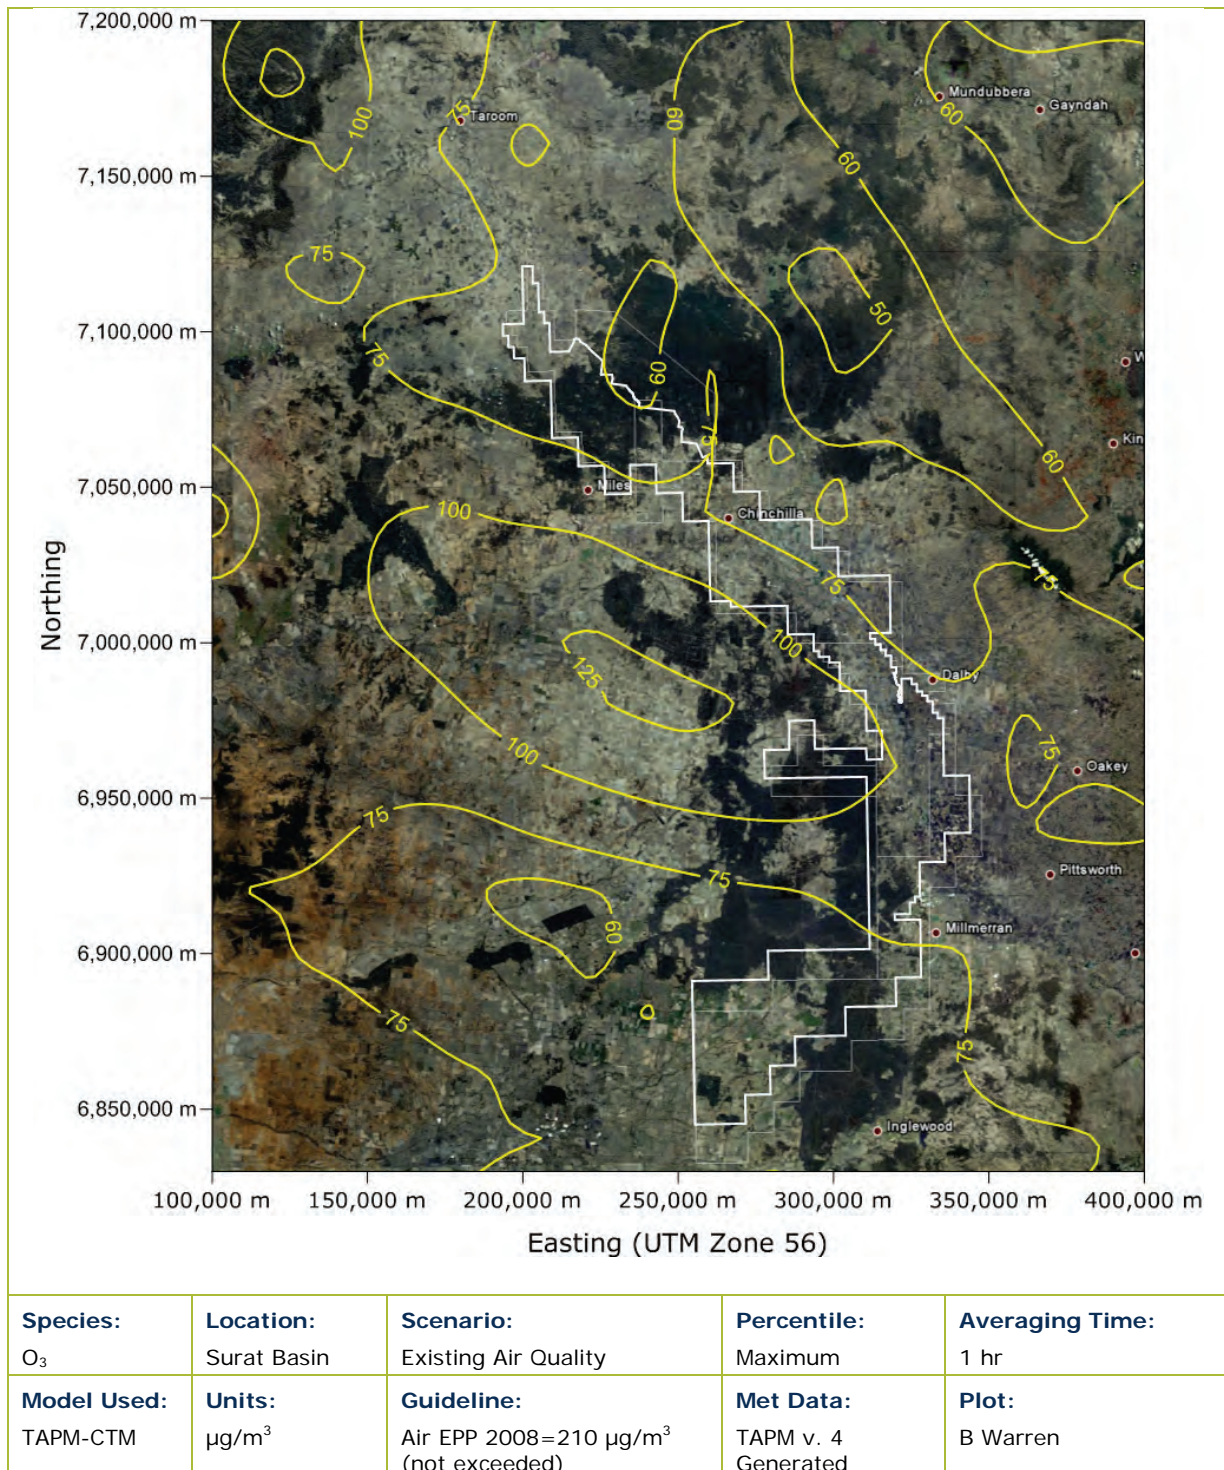 7,200,000 m
7,150,000 m
7,100,000 m
7,050,000 m
7,000,000 m
6,950,000 m
6,900,000 m
6,850,000 m
Northing
100,000 m
150,000 m
200,000 m
250,000 m
300,000 m
350,000 m
400,000 m
Easting (UTM Zone 56)
100
75
Taroom
60
60
60
Mundubbera
Gayndah
75
50
W
75
60
75
Kin
60
Miles
100
Chinchilla
75
75
100
125
Dalby
100
75
Oakey
75
75
Pittsworth
60
Millmerran
75
75
Inglewood
Species:
O₃
Location:
Surat Basin
Scenario:
Existing Air Quality
Percentile:
Maximum
Averaging Time:
1 hr
Model Used:
TAPM-CTM
Units:
µg/m³
Guideline:
Air EPP 2008=210 µg/m³
(not exceeded)
Met Data:
TAPM v. 4
Generated
Plot:
B Warren